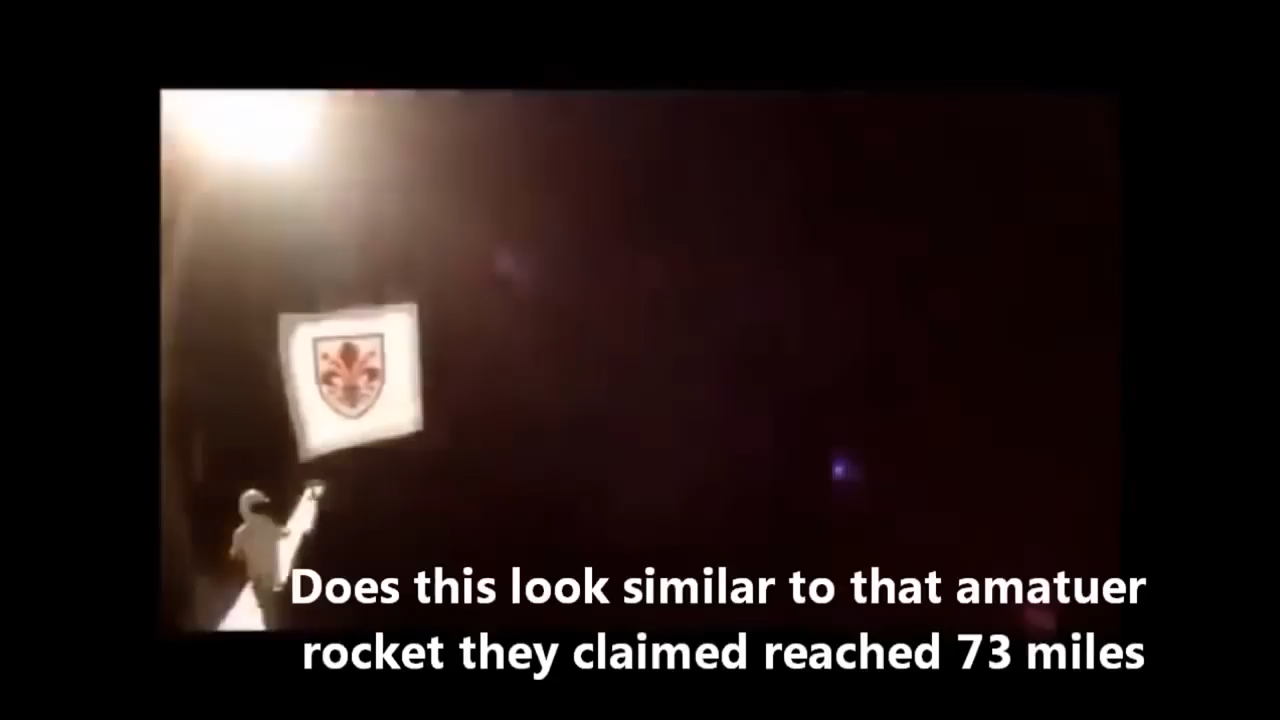 Does this look similar to that amatuer
rocket they claimed reached 73 miles